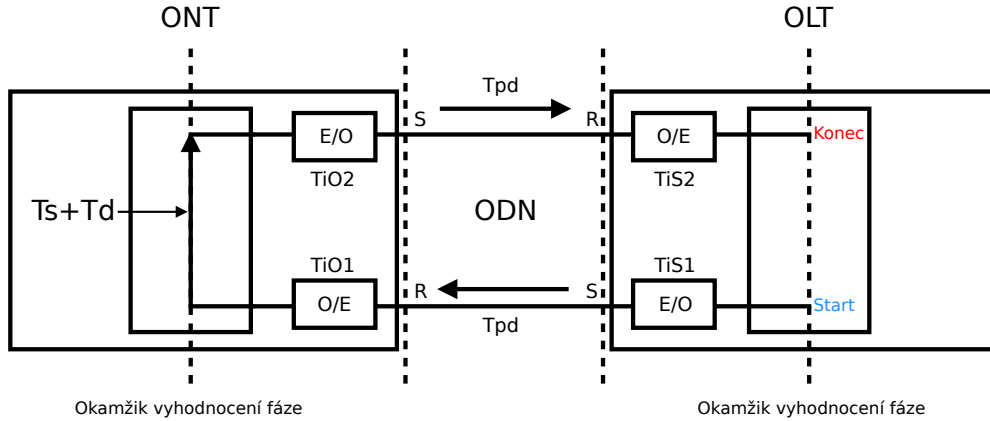 ONT
OLT
Tpd
S
R
E/O
O/E
Konec
TiO2
TiS2
Ts+Td
ODN
TiO1
TiS1
R
S
O/E
E/O
Start
Tpd
Okamžik vyhodnocení fáze
Okamžik vyhodnocení fáze